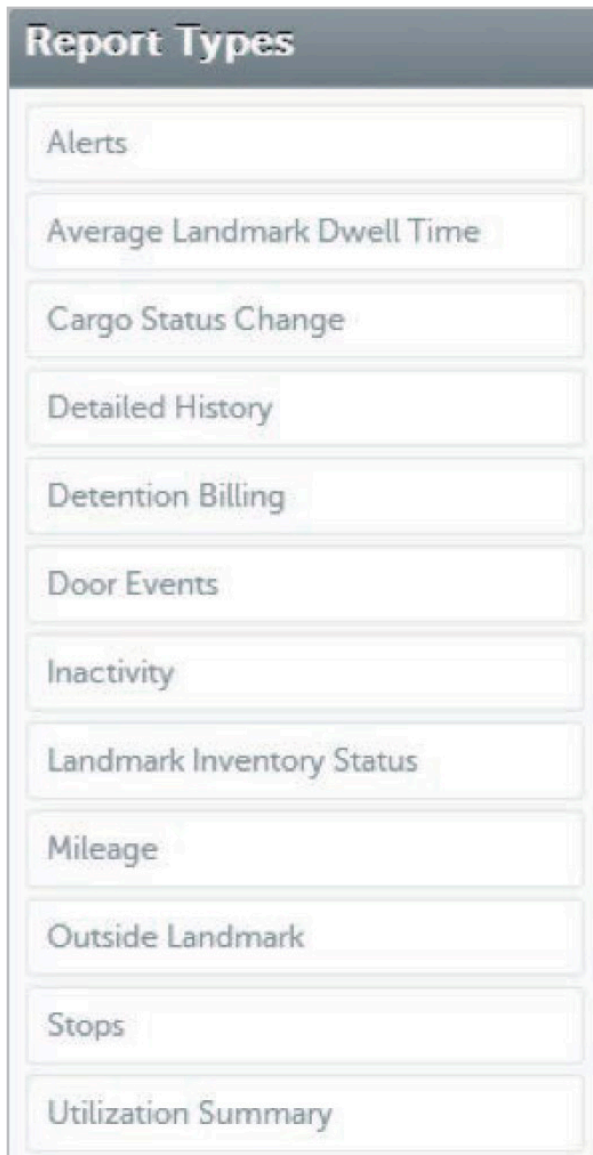 Report Types
Alerts
Average Landmark Dwell Time
Cargo Status Change
Detailed History
Detention Billing
Door Events
Inactivity
Landmark Inventory Status
Mileage
Outside Landmark
Stops
Utilization Summary